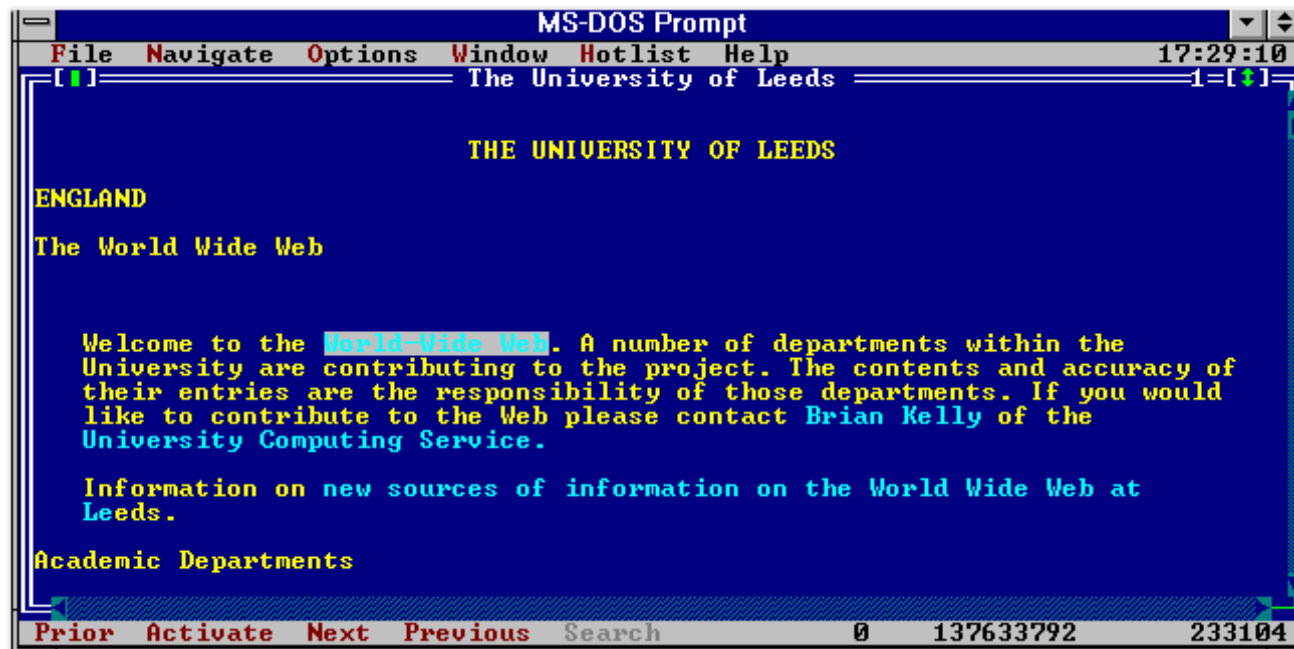 MS-DOS Prompt
File Navigate Options Window Hotlist Help 17:29:10
[ ] The University of Leeds 1=[↕]
THE UNIVERSITY OF LEEDS
ENGLAND
The World Wide Web
Welcome to the World-Wide Web. A number of departments within the
University are contributing to the project. The contents and accuracy of
their entries are the responsibility of those departments. If you would
like to contribute to the Web please contact Brian Kelly of the
University Computing Service.
Information on new sources of information on the World Wide Web at
Leeds.
Academic Departments
Prior Activate Next Previous Search 0 137633792 233104